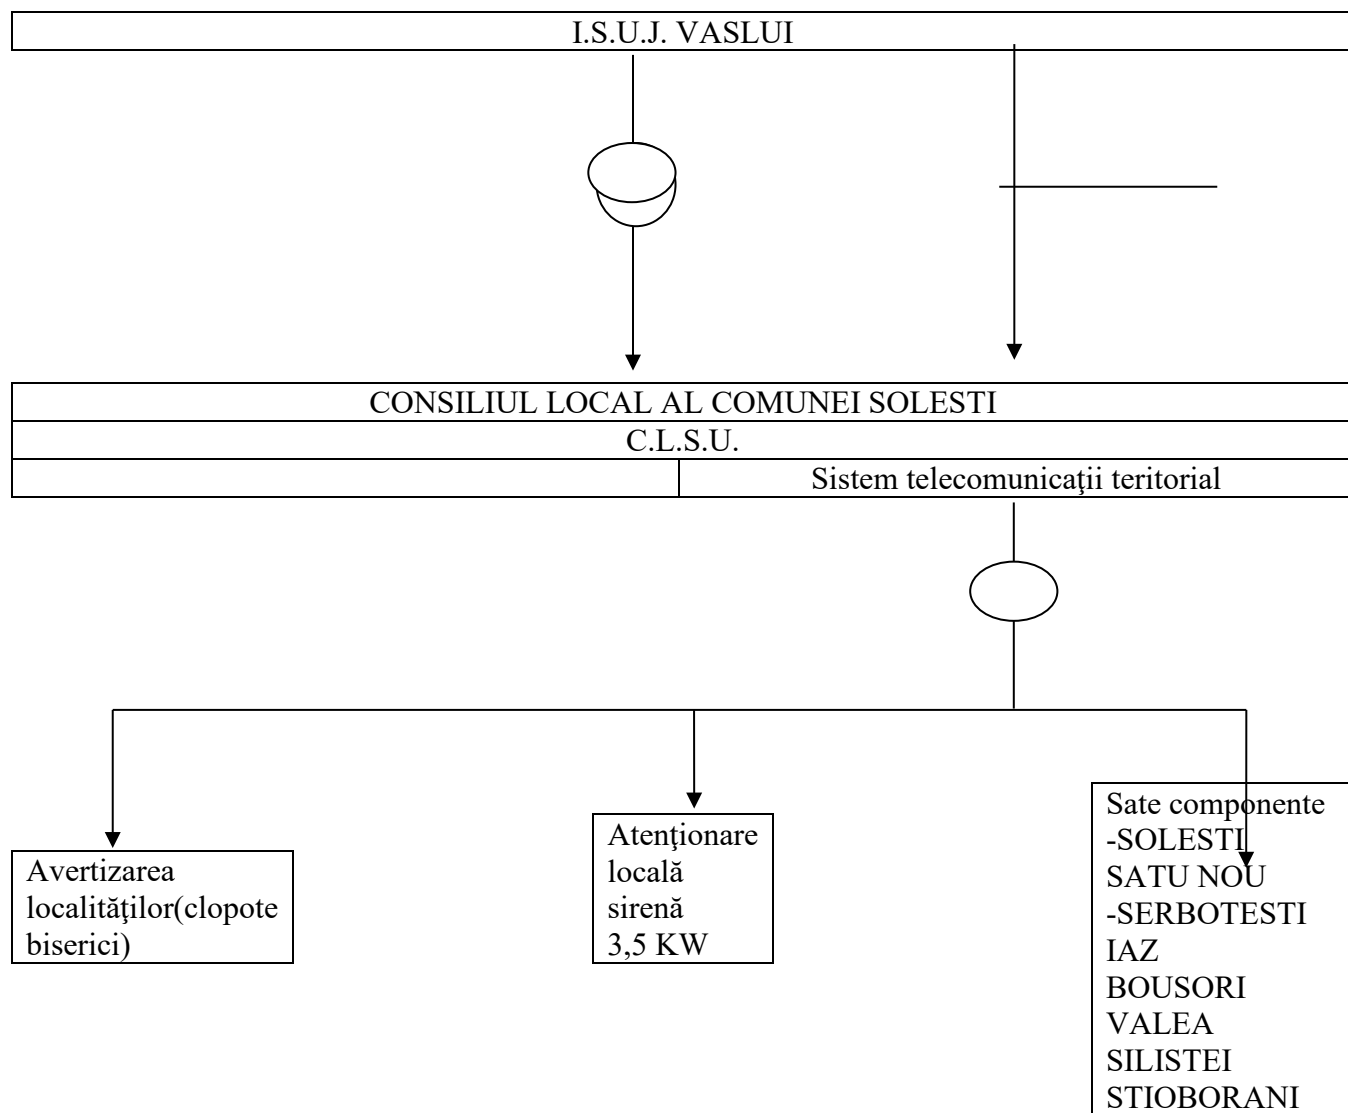 I.S.U.J. VASLUI
CONSILIUL LOCAL AL COMUNEI SOLESTI
C.L.S.U.
Sistem telecomunicaţii teritorial
Avertizarea
localităţilor(clopote
biserici)
Atenţionare
locală
sirenă
3,5 KW
Sate componente
-SOLESTI
SATU NOU
-SERBOTESTI
IAZ
BOUSORI
VALEA
SILISTEI
STIOBORANI